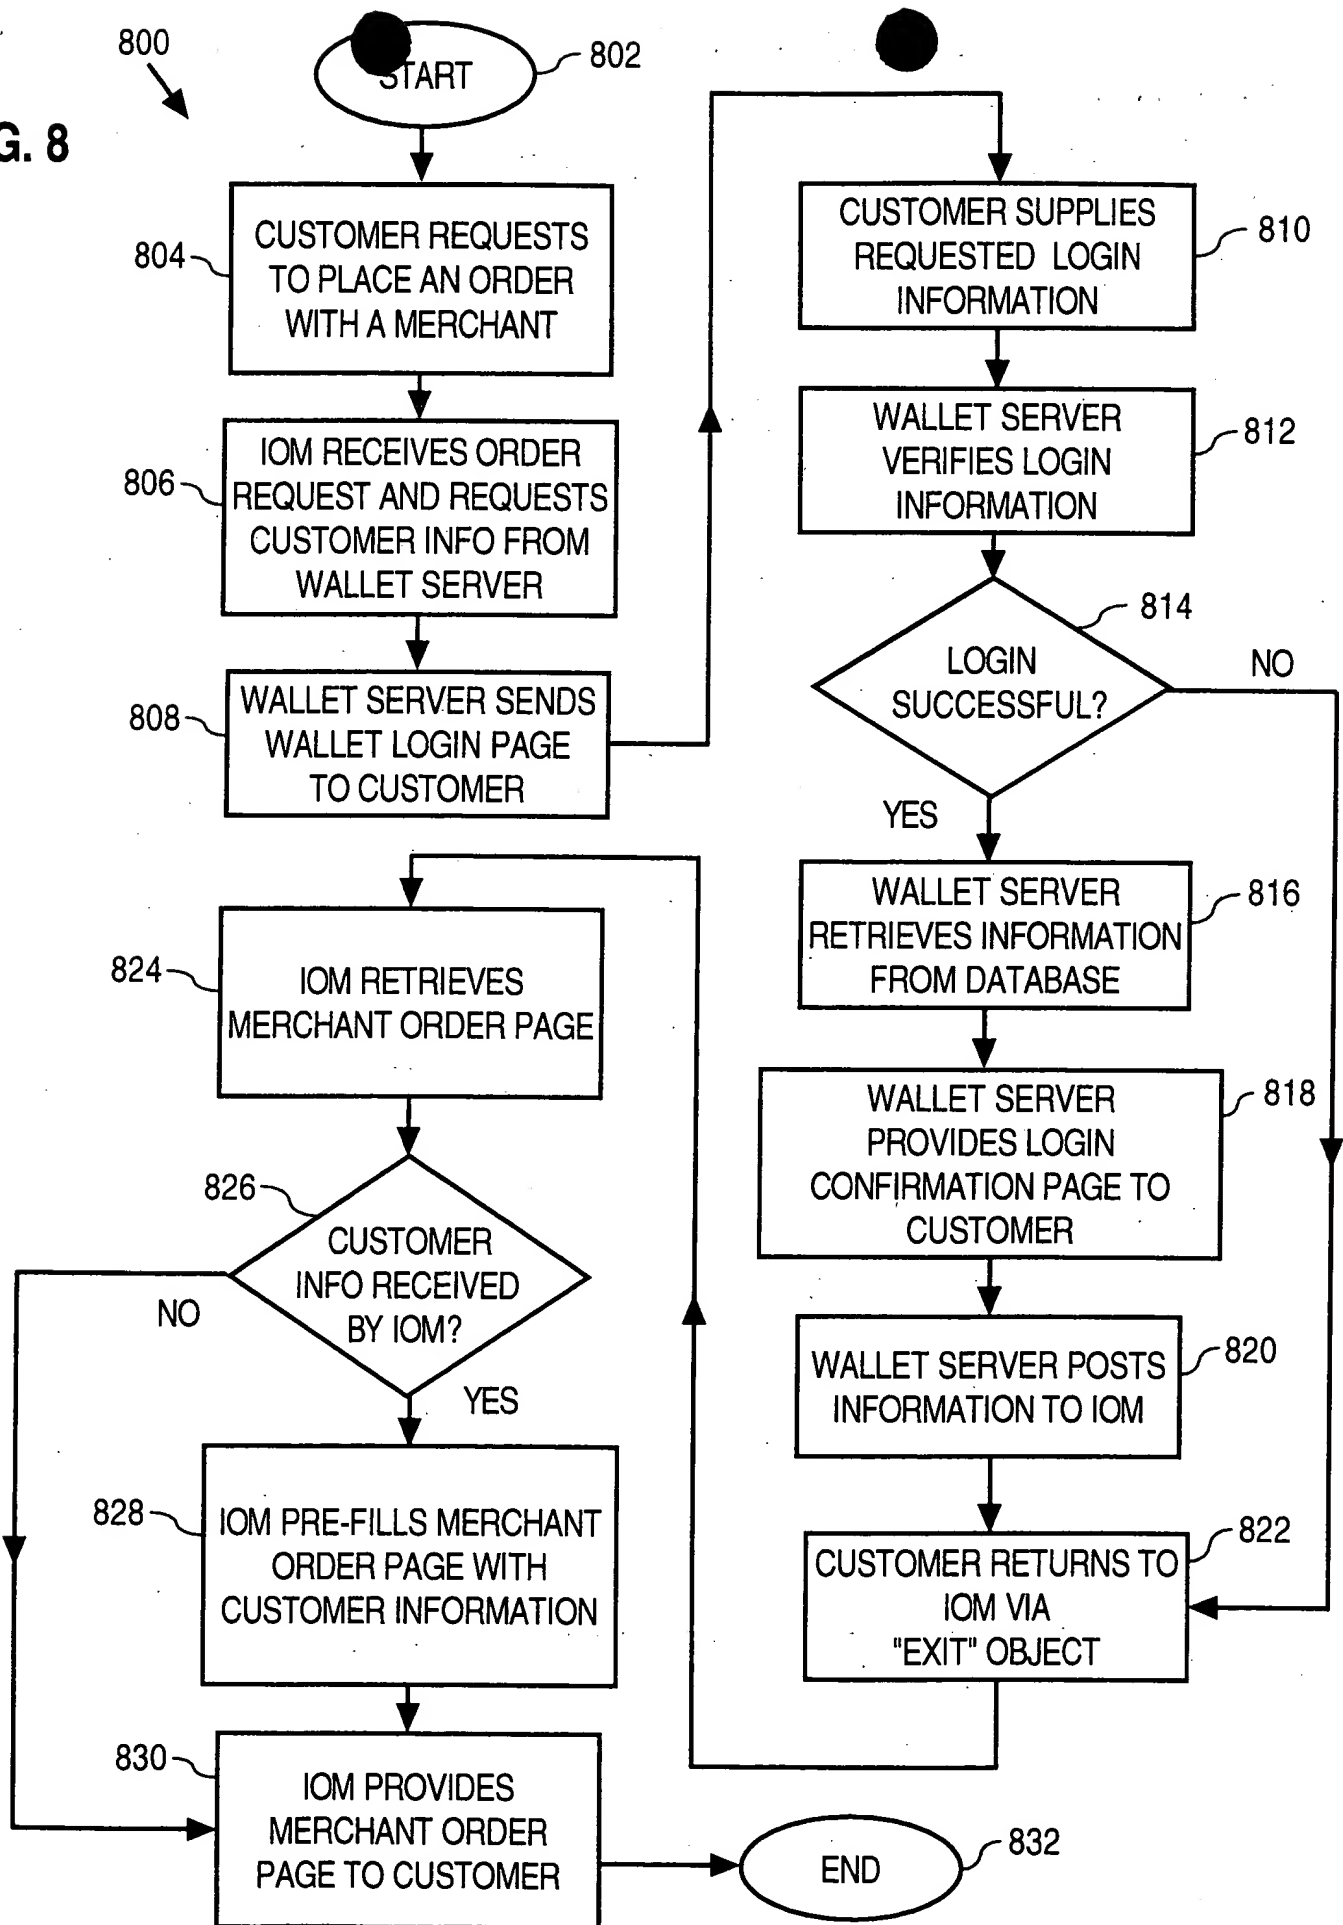 800
G. 8
START
802
804
CUSTOMER REQUESTS
TO PLACE AN ORDER
WITH A MERCHANT
806
IOM RECEIVES ORDER
REQUEST AND REQUESTS
CUSTOMER INFO FROM
WALLET SERVER
808
WALLET SERVER SENDS
WALLET LOGIN PAGE
TO CUSTOMER
CUSTOMER SUPPLIES
REQUESTED LOGIN
INFORMATION
810
WALLET SERVER
VERIFIES LOGIN
INFORMATION
812
LOGIN
SUCCESSFUL?
814
NO
YES
WALLET SERVER
RETRIEVES INFORMATION
FROM DATABASE
816
WALLET SERVER
PROVIDES LOGIN
CONFIRMATION PAGE TO
CUSTOMER
818
WALLET SERVER POSTS
INFORMATION TO IOM
820
CUSTOMER RETURNS TO
IOM VIA
"EXIT" OBJECT
822
824
IOM RETRIEVES
MERCHANT ORDER PAGE
826
CUSTOMER
INFO RECEIVED
BY IOM?
NO
YES
828
IOM PRE-FILLS MERCHANT
ORDER PAGE WITH
CUSTOMER INFORMATION
830
IOM PROVIDES
MERCHANT ORDER
PAGE TO CUSTOMER
END
832